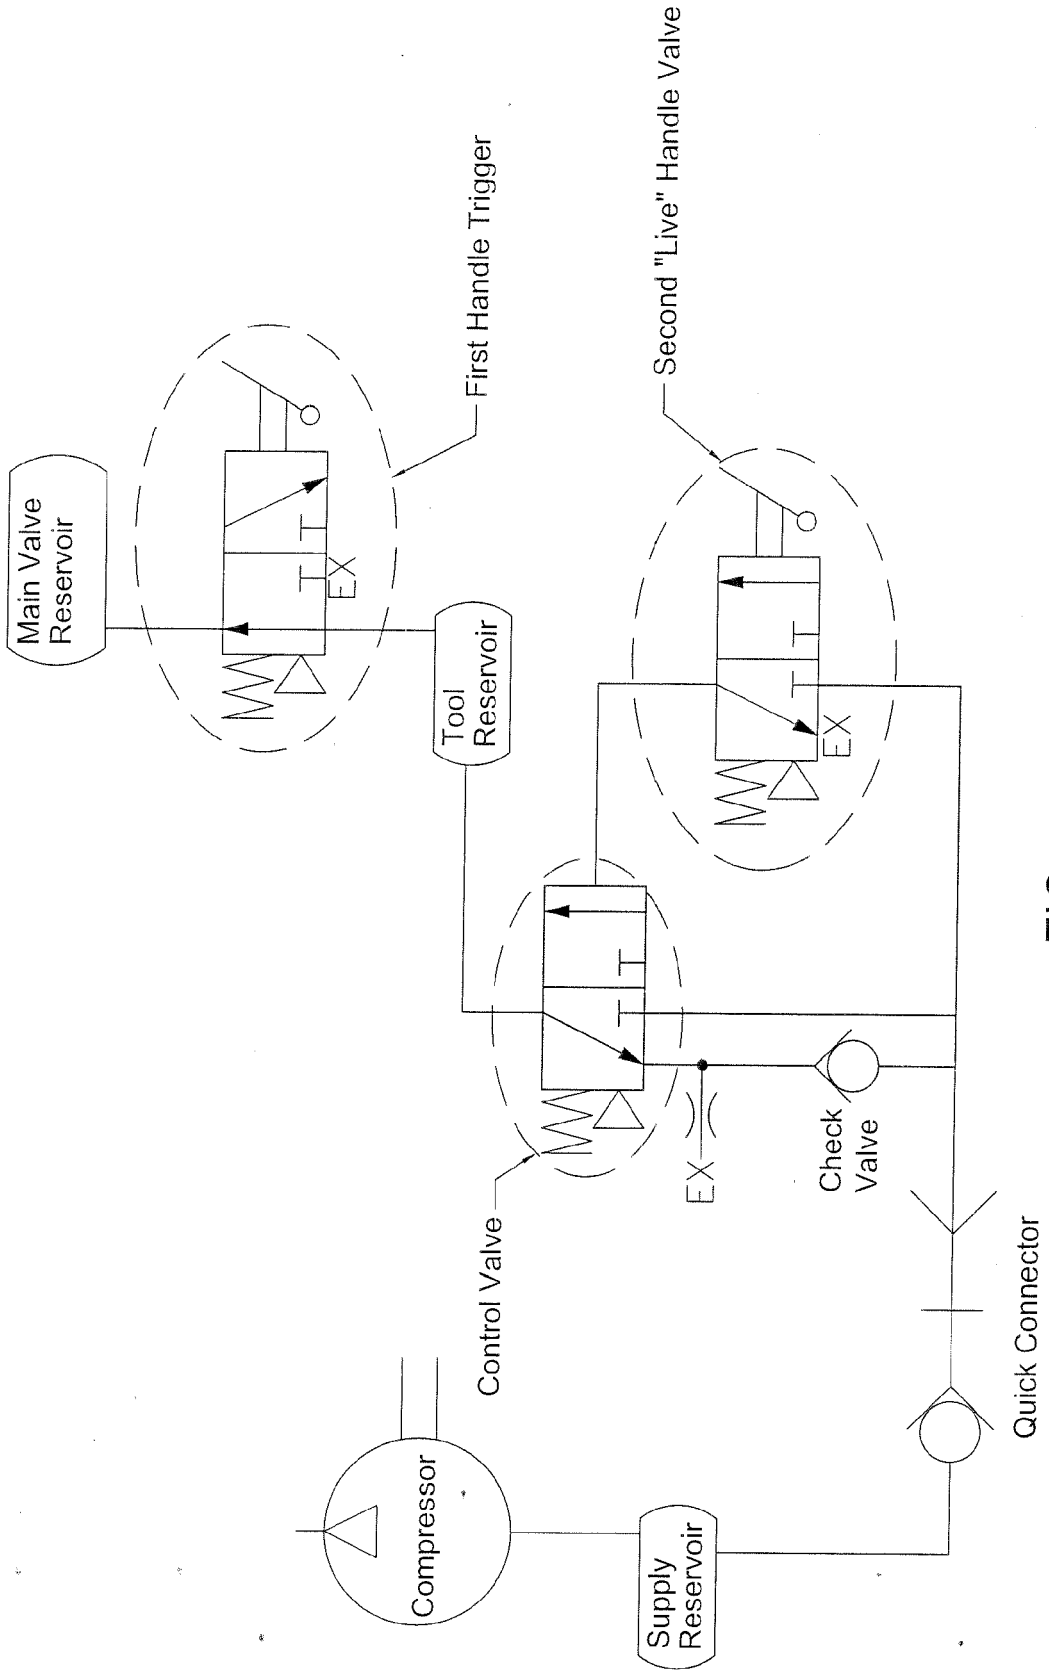 Main Valve
Reservoir
First Handle Trigger
EX
Tool
Reservoir
Second "Live" Handle Valve
EX
Control Valve
EX
Check
Valve
Compressor
Supply
Reservoir
Quick Connector